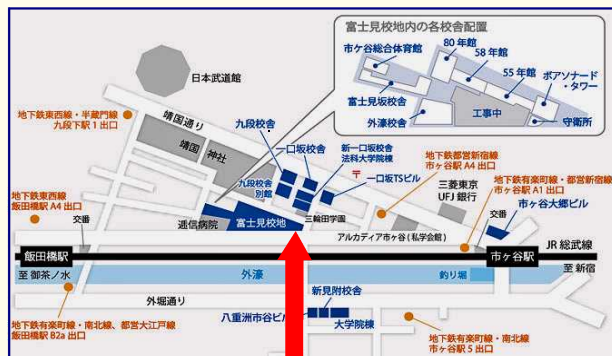 富士見校地内の各校舎配置
市ケ谷総合体育館
80年館
58年館
55年館
ボアソナード・タワー
富士見坂校舎
外濠校舎
工事中
守衛所
日本武道館
地下鉄東西線・半蔵門線
九段下駅1出口
靖国通り
靖国神社
九段校舎
一口坂校舎
新一口坂校舎
法科大学院棟
九段校舎
別館
一口坂TSビル
〒
地下鉄都営新宿線
市ヶ谷駅A4出口
地下鉄有楽町線・都営新宿線
市ヶ谷駅A1出口
三菱東京
UFJ銀行
交番
市ケ谷大郷ビル
地下鉄東西線
飯田橋駅A4出口
交番
逓信病院
富士見校地
三輪田学園
アルカディア市ヶ谷(私学会館)
JR総武線
飯田橋駅
市ヶ谷駅
至御茶ノ水
外濠
釣り堀
至新宿
外堀通り
新見附校舎
八重洲市谷ビル
大学院棟
地下鉄有楽町線・南北線、都営大江戸線
飯田橋駅B2a出口
地下鉄有楽町線・南北線
市ヶ谷駅5出口